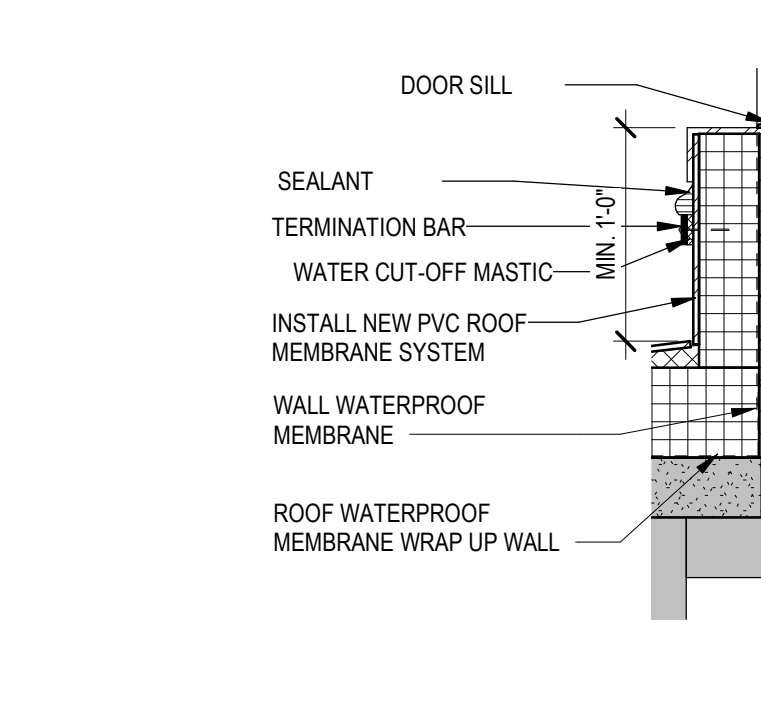 DOOR SILL
SEALANT
TERMINATION BAR
WATER CUT-OFF MASTIC
MIN. 1'-0"
INSTALL NEW PVC ROOF
MEMBRANE SYSTEM
WALL WATERPROOF
MEMBRANE
ROOF WATERPROOF
MEMBRANE WRAP UP WALL